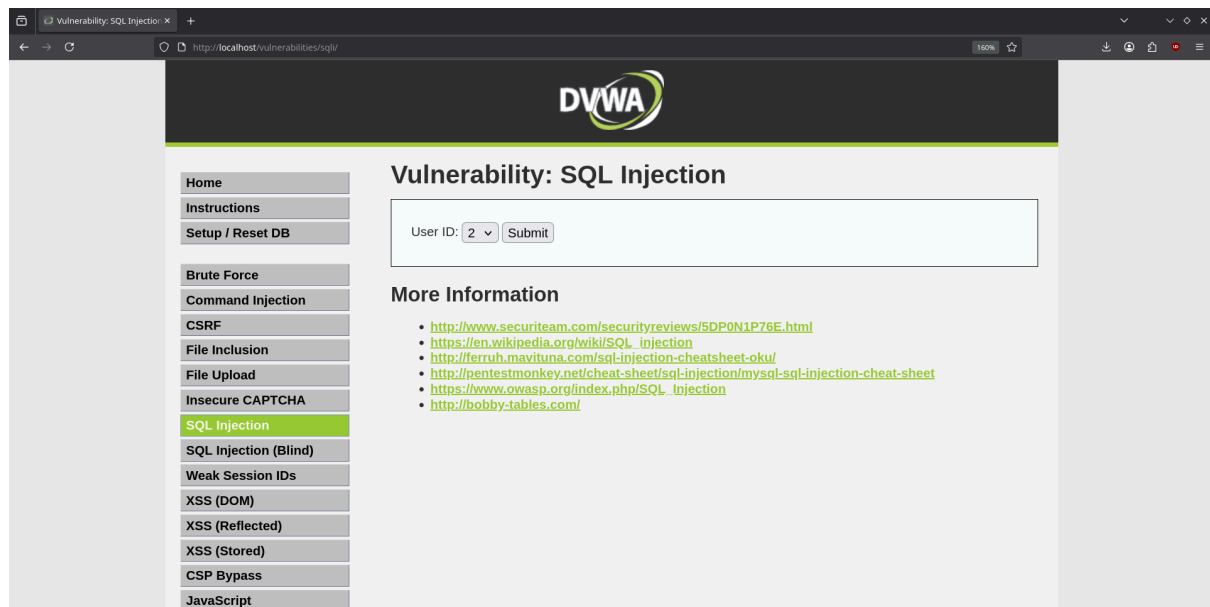 Vulnerability: SQL Injection
http://localhost/vulnerabilities/sqli/
160%
DVWA
Home
Instructions
Setup / Reset DB
Brute Force
Command Injection
CSRF
File Inclusion
File Upload
Insecure CAPTCHA
SQL Injection
SQL Injection (Blind)
Weak Session IDs
XSS (DOM)
XSS (Reflected)
XSS (Stored)
CSP Bypass
JavaScript
Vulnerability: SQL Injection
User ID: 2 Submit
More Information
http://www.securiteam.com/securityreviews/5DP0N1P76E.html
https://en.wikipedia.org/wiki/SQL_injection
http://ferruh.mavituna.com/sql-injection-cheatsheet-oku/
http://pentestmonkey.net/cheat-sheet/sql-injection/mysql-sql-injection-cheat-sheet
https://www.owasp.org/index.php/SQL_Injection
http://bobby-tables.com/